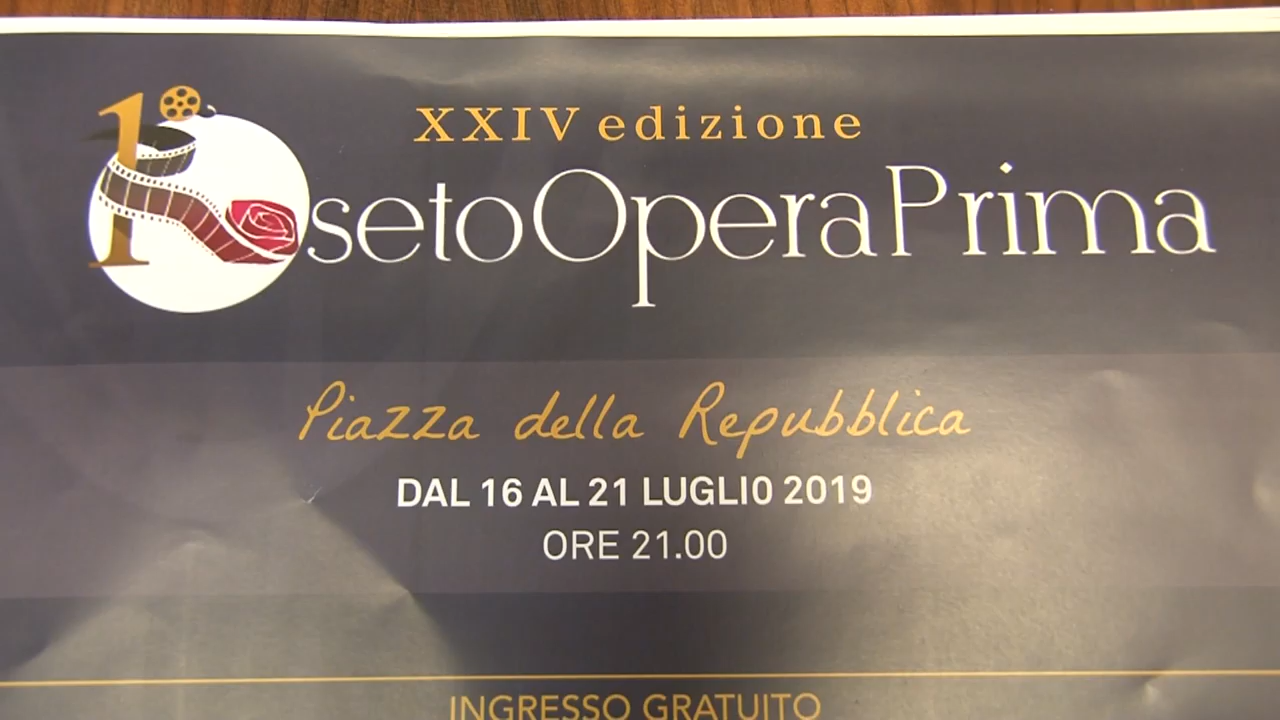 XXIV edizione
RosetoOperaPrima
Piazza della Repubblica
DAL 16 AL 21 LUGLIO 2019
ORE 21.00
INGRESSO GRATUITO